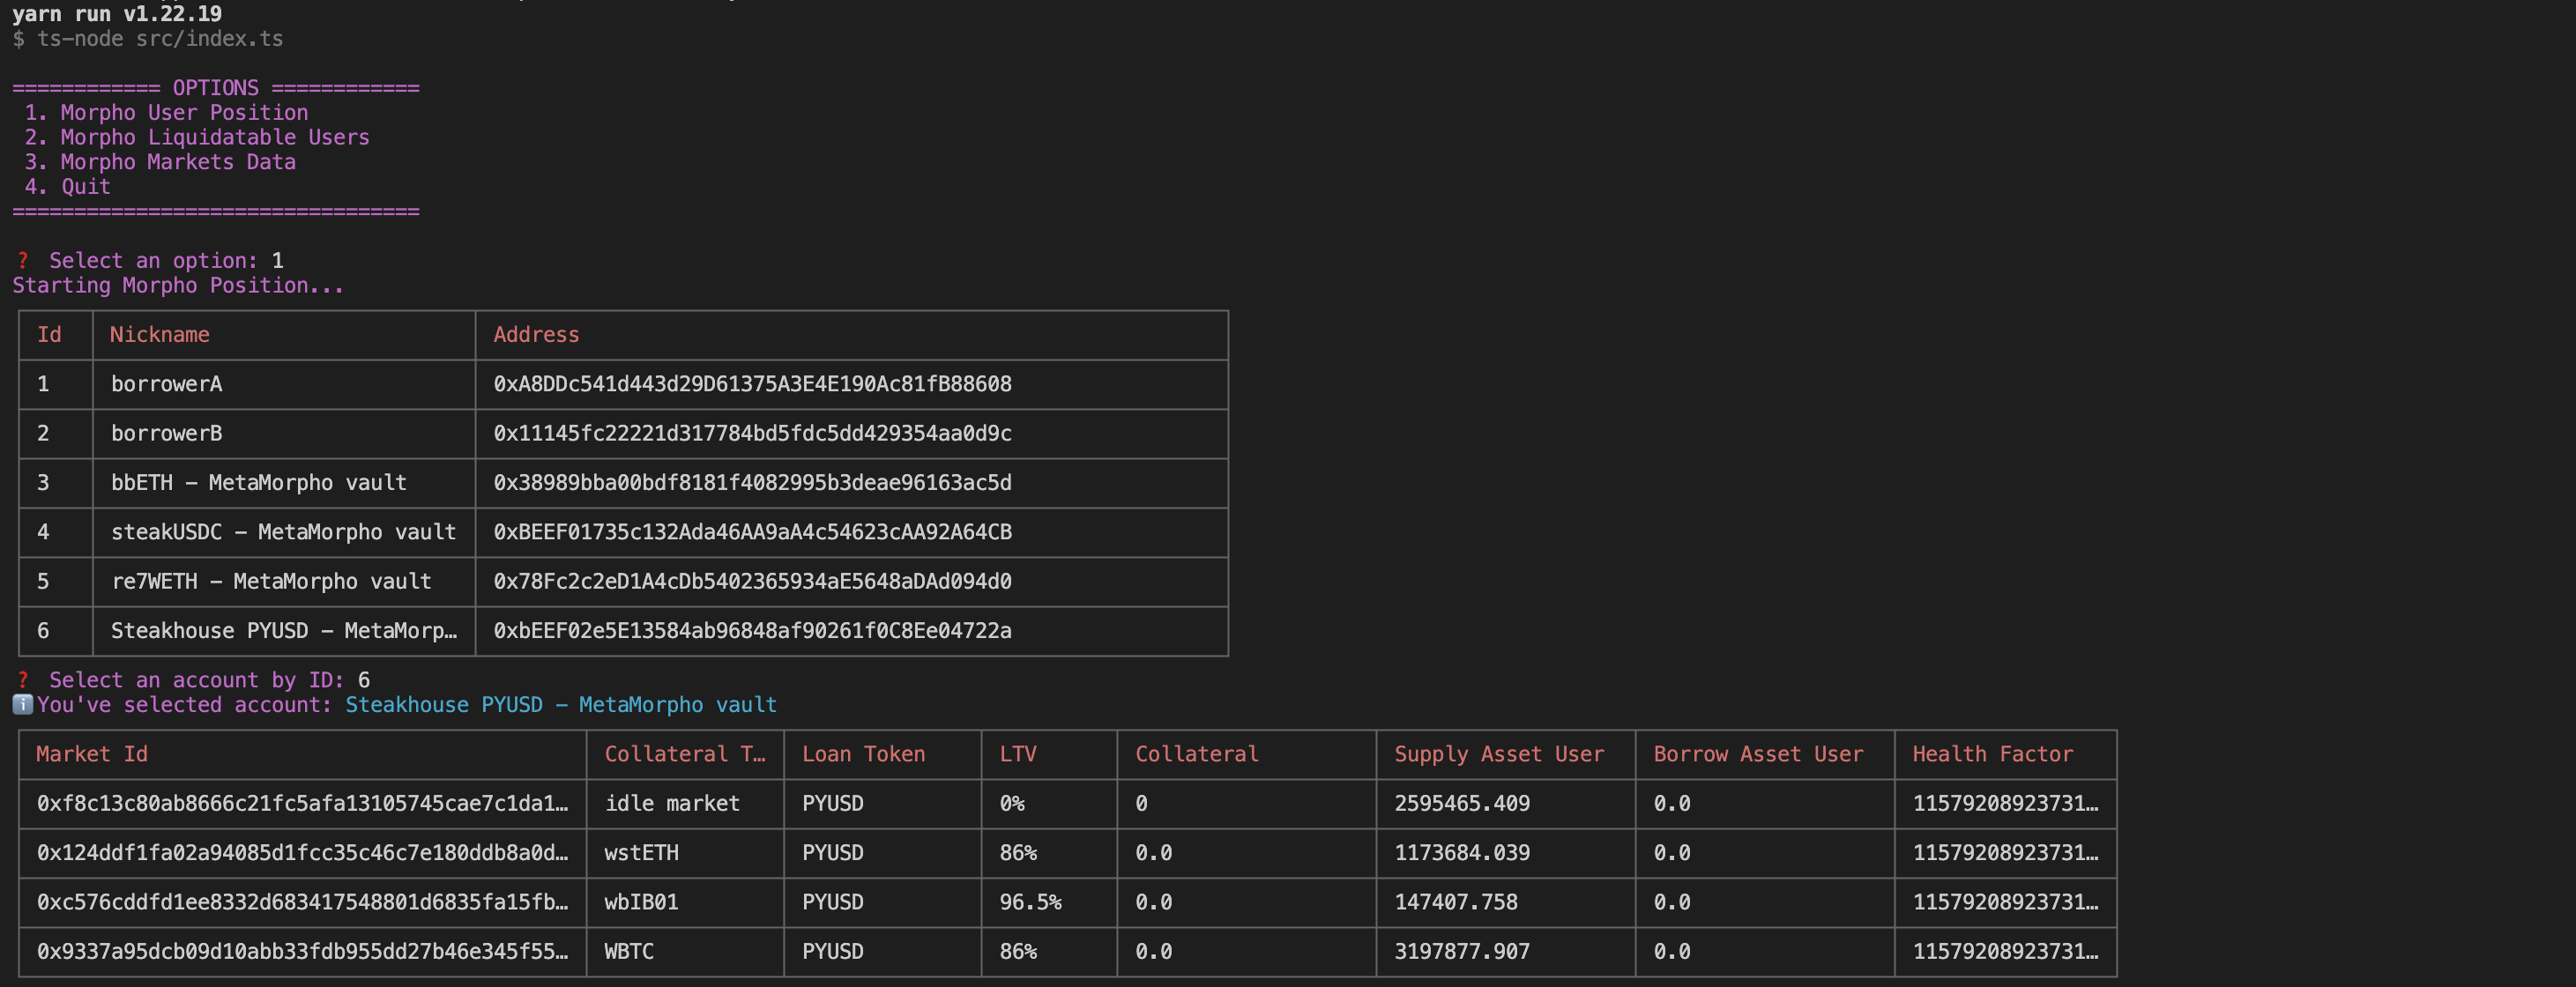 yarn run v1.22.19
$ ts-node src/index.ts
============ OPTIONS ============
1. Morpho User Position
2. Morpho Liquidatable Users
3. Morpho Markets Data
4. Quit
=================================
? Select an option: 1
Starting Morpho Position...
Id Nickname Address
1 borrowerA 0xA8DDc541d443d29D61375A3E4E190Ac81fB88608
2 borrowerB 0x11145fc22221d317784bd5fdc5dd429354aa0d9c
3 bbETH – MetaMorpho vault 0x38989bba00bdf8181f4082995b3deae96163ac5d
4 steakUSDC – MetaMorpho vault 0xBEEF01735c132Ada46AA9aA4c54623cAA92A64CB
5 re7WETH – MetaMorpho vault 0x78Fc2c2eD1A4cDb5402365934aE5648aDAd094d0
6 Steakhouse PYUSD – MetaMorp… 0xbEEF02e5E13584ab96848af90261f0C8Ee04722a
? Select an account by ID: 6
ℹ️You've selected account: Steakhouse PYUSD – MetaMorpho vault
Market Id Collateral T… Loan Token LTV Collateral Supply Asset User Borrow Asset User Health Factor
0xf8c13c80ab8666c21fc5afa13105745cae7c1da1… idle market PYUSD 0% 0 2595465.409 0.0 11579208923731…
0x124ddf1fa02a94085d1fcc35c46c7e180ddb8a0d… wstETH PYUSD 86% 0.0 1173684.039 0.0 11579208923731…
0xc576cddfd1ee8332d683417548801d6835fa15fb… wbIB01 PYUSD 96.5% 0.0 147407.758 0.0 11579208923731…
0x9337a95dcb09d10abb33fdb955dd27b46e345f55… WBTC PYUSD 86% 0.0 3197877.907 0.0 11579208923731…